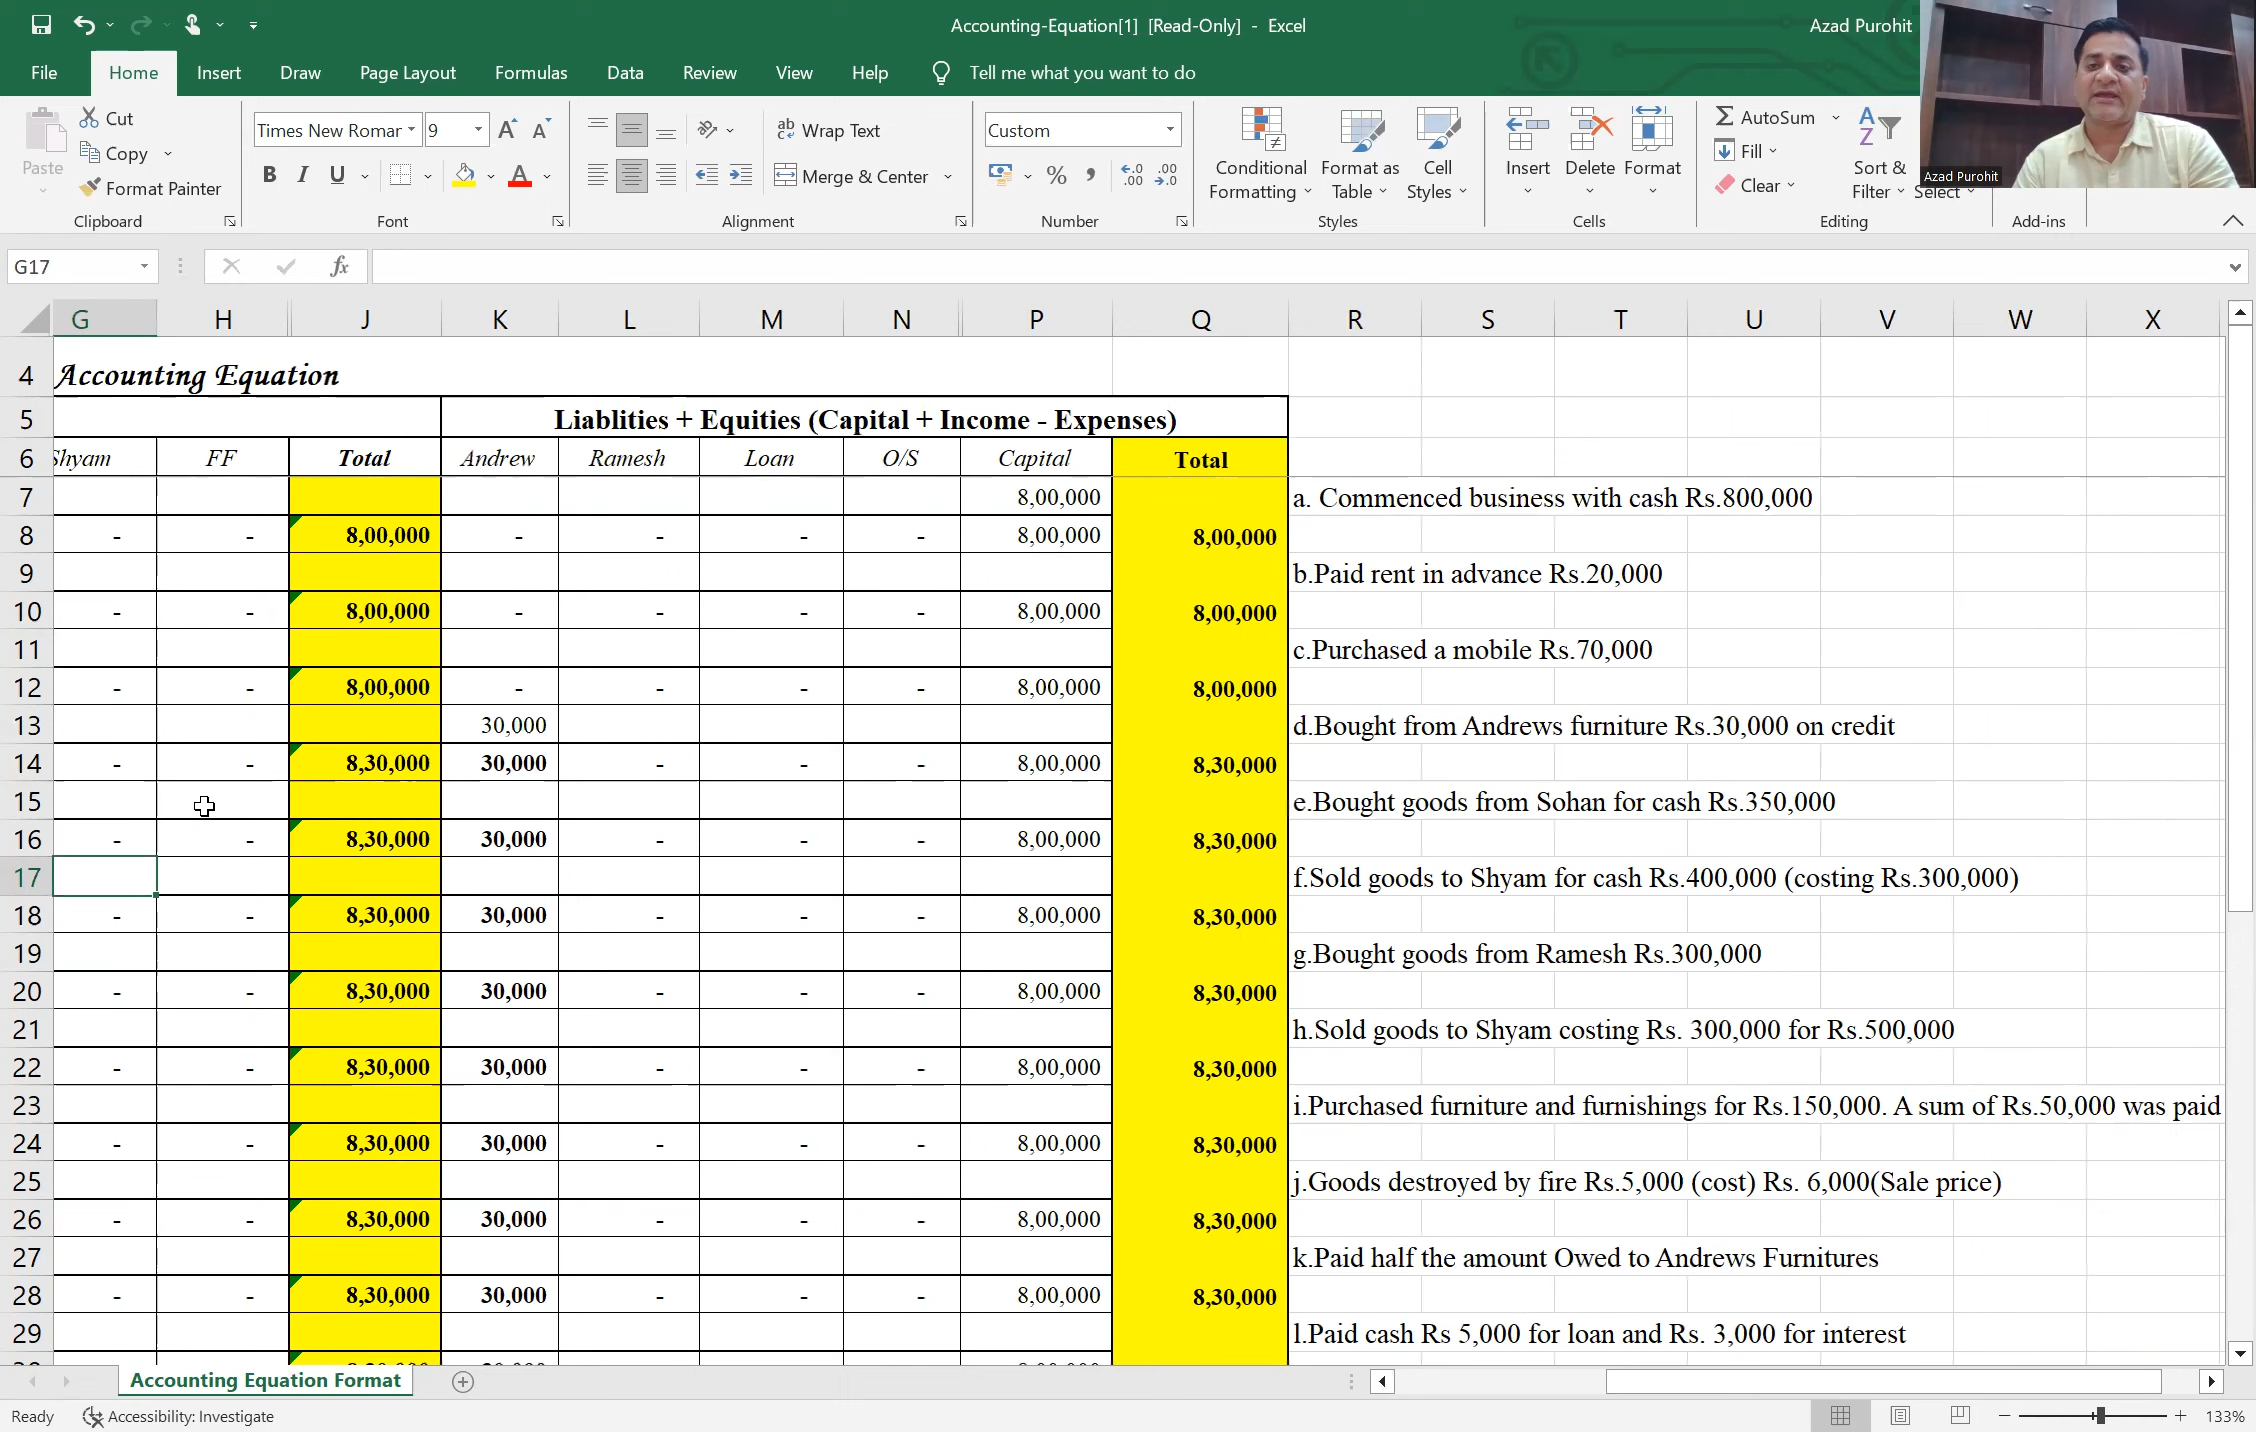 Accounting-Equation[1] [Read-Only] - Excel
Azad Purohit
File Home Insert Draw Page Layout Formulas Data Review View Help Tell me what you want to do
Paste
Cut
Copy
Format Painter
Clipboard
Times New Romar 9
B I U
Font
Wrap Text
Merge & Center
Alignment
Custom
Number
Conditional Formatting
Format as Table
Cell Styles
Styles
Insert Delete Format
Cells
AutoSum
Fill
Clear
Sort & Filter
Select
Editing
Add-ins
Azad Purohit
G17 fx
G H J K L M N P Q R S T U V W X
4 Accounting Equation
5 Liablities + Equities (Capital + Income - Expenses)
6 Shyam FF Total Andrew Ramesh Loan O/S Capital Total
7 8,00,000 a. Commenced business with cash Rs.800,000
8 - - 8,00,000 - - - - 8,00,000 8,00,000
9 b.Paid rent in advance Rs.20,000
10 - - 8,00,000 - - - - 8,00,000 8,00,000
11 c.Purchased a mobile Rs.70,000
12 - - 8,00,000 - - - - 8,00,000 8,00,000
13 30,000 d.Bought from Andrews furniture Rs.30,000 on credit
14 - - 8,30,000 30,000 - - - 8,00,000 8,30,000
15 e.Bought goods from Sohan for cash Rs.350,000
16 - - 8,30,000 30,000 - - - 8,00,000 8,30,000
17 f.Sold goods to Shyam for cash Rs.400,000 (costing Rs.300,000)
18 - - 8,30,000 30,000 - - - 8,00,000 8,30,000
19 g.Bought goods from Ramesh Rs.300,000
20 - - 8,30,000 30,000 - - - 8,00,000 8,30,000
21 h.Sold goods to Shyam costing Rs. 300,000 for Rs.500,000
22 - - 8,30,000 30,000 - - - 8,00,000 8,30,000
23 i.Purchased furniture and furnishings for Rs.150,000. A sum of Rs.50,000 was paid
24 - - 8,30,000 30,000 - - - 8,00,000 8,30,000
25 j.Goods destroyed by fire Rs.5,000 (cost) Rs. 6,000(Sale price)
26 - - 8,30,000 30,000 - - - 8,00,000 8,30,000
27 k.Paid half the amount Owed to Andrews Furnitures
28 - - 8,30,000 30,000 - - - 8,00,000 8,30,000
29 l.Paid cash Rs 5,000 for loan and Rs. 3,000 for interest
Accounting Equation Format
Ready Accessibility: Investigate 133%